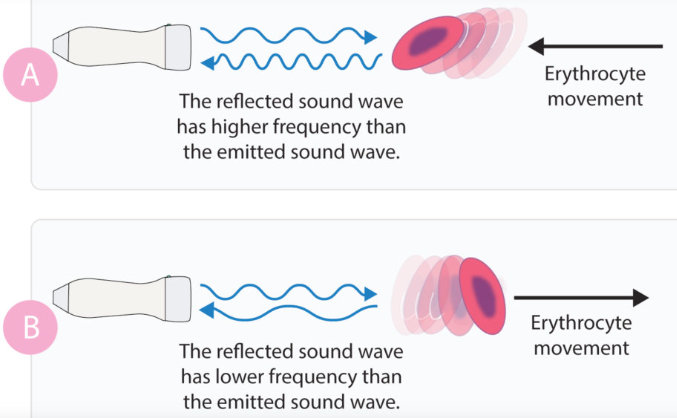 A
Erythrocyte
movement
The reflected sound wave
has higher frequency than
the emitted sound wave.
B
Erythrocyte
movement
The reflected sound wave
has lower frequency than
the emitted sound wave.